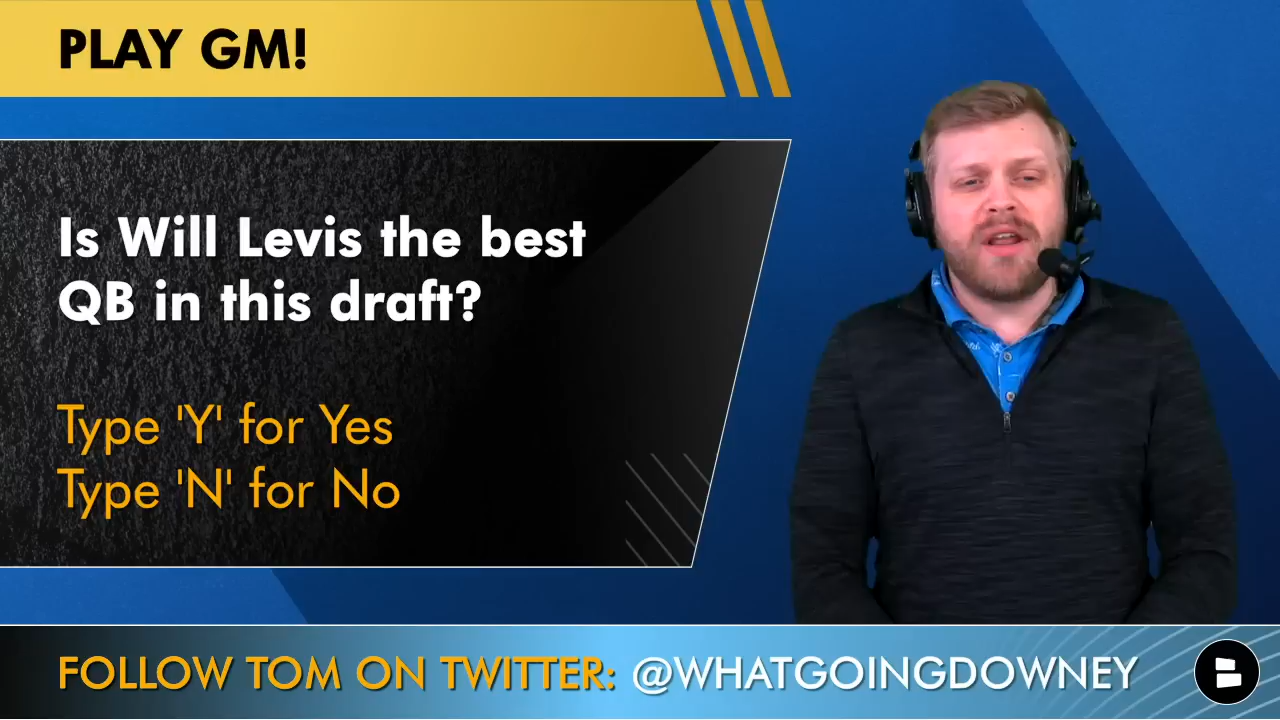 PLAY GM!
Is Will Levis the best
QB in this draft?
Type 'Y' for Yes
Type 'N' for No
FOLLOW TOM ON TWITTER: @WHATGOINGDOWNEY